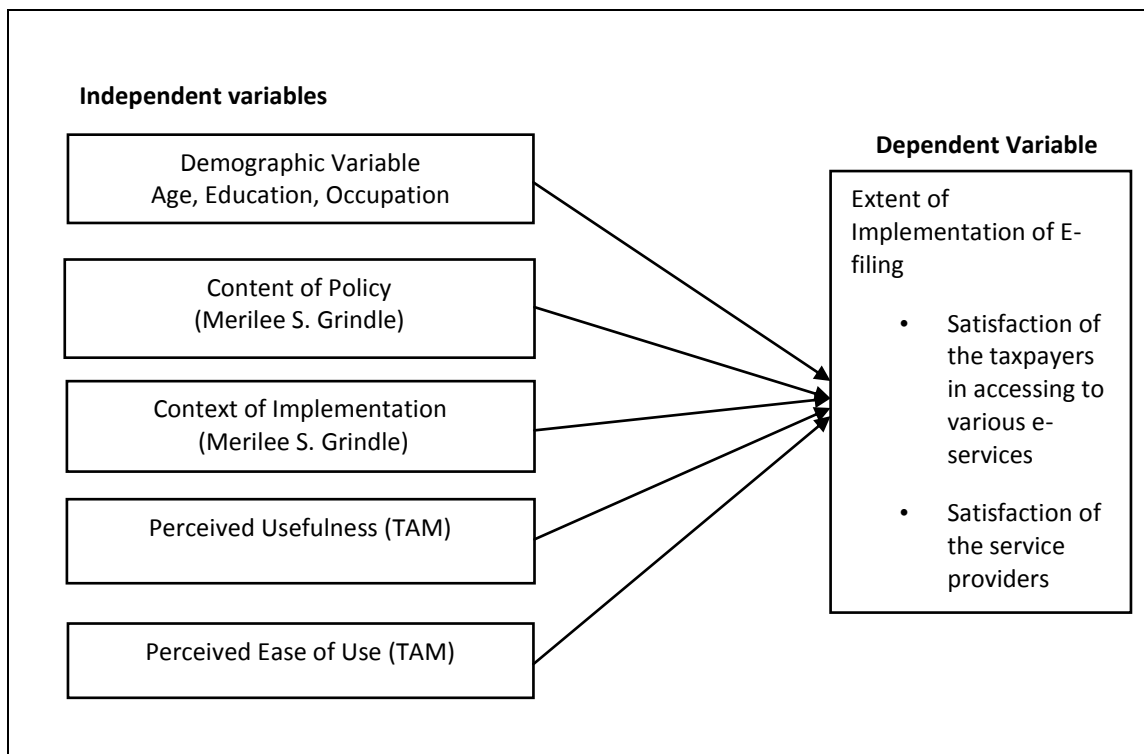 Independent variables
Demographic Variable
Age, Education, Occupation
Content of Policy
(Merilee S. Grindle)
Context of Implementation
(Merilee S. Grindle)
Perceived Usefulness (TAM)
Perceived Ease of Use (TAM)
Dependent Variable
Extent of
Implementation of E-
filing
• Satisfaction of
the taxpayers
in accessing to
various e-
services
• Satisfaction of
the service
providers